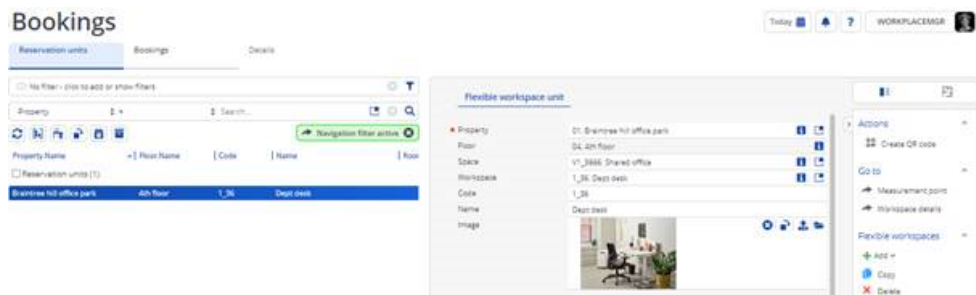 Bookings
Today
?
WORKPLACEMGR
Reservation units
Bookings
Details
No filter - click to add or show filters
Property
Search...
Navigation filter active
Property.Name
Floor.Name
Code
Name
Reservation units (1)
Braintree hill office park
4th floor
1_36
Dept desk
Flexible workspace unit
Property
01, Braintree hill office park
Floor
04, 4th floor
Space
Shared office
Workspace
1_36, Dept desk
Code
1_36
Name
Dept desk
Image
Actions
Create QR code
Go to
Measurement point
Workspace details
Flexible workspaces
Add
Copy
Delete